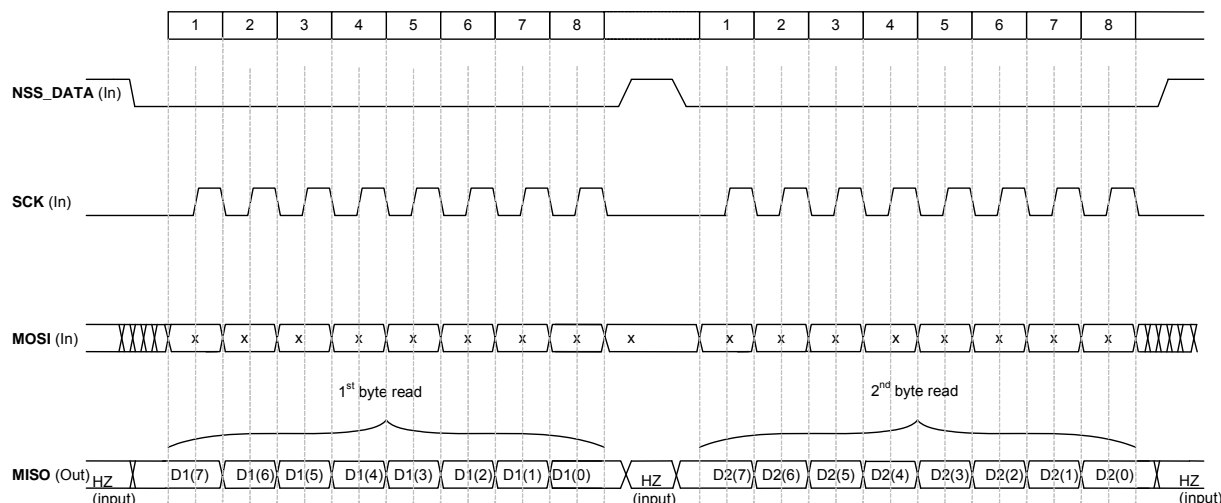 1 2 3 4 5 6 7 8 1 2 3 4 5 6 7 8
NSS_DATA (In)
SCK (In)
MOSI (In) x x x x x x x x x x x x x x x x x
1st byte read 2nd byte read
MISO (Out) HZ D1(7) D1(6) D1(5) D1(4) D1(3) D1(2) D1(1) D1(0) HZ D2(7) D2(6) D2(5) D2(4) D2(3) D2(2) D2(1) D2(0) HZ
(input) (input) (input)